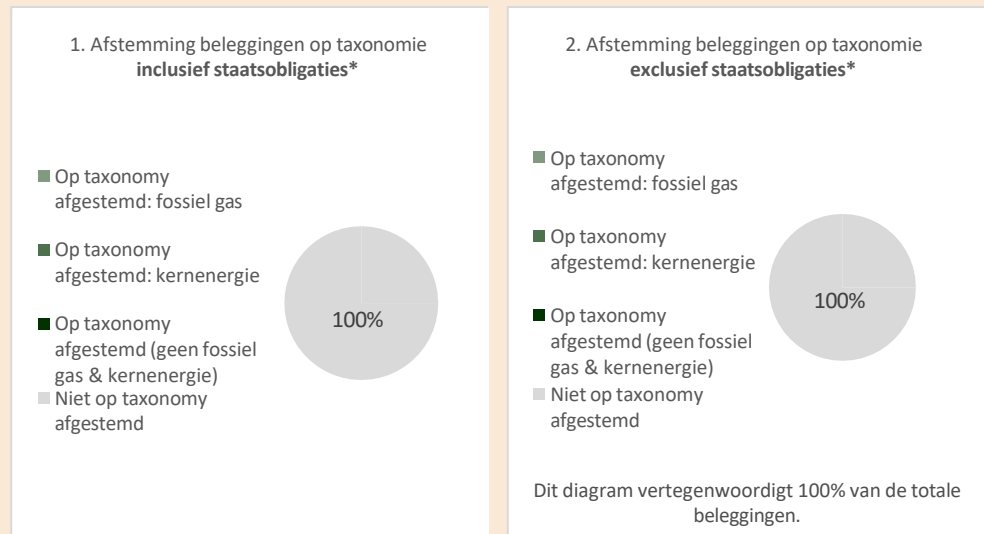 1. Afstemming beleggingen op taxonomie
inclusief staatsobligaties*
Op taxonomy
afgestemd: fossiel gas
Op taxonomy
afgestemd: kernenergie
Op taxonomy
afgestemd (geen fossiel
gas & kernenergie)
Niet op taxonomy
afgestemd
100%
2. Afstemming beleggingen op taxonomie
exclusief staatsobligaties*
Op taxonomy
afgestemd: fossiel gas
Op taxonomy
afgestemd: kernenergie
Op taxonomy
afgestemd (geen fossiel
gas & kernenergie)
Niet op taxonomy
afgestemd
100%
Dit diagram vertegenwoordigt 100% van de totale
beleggingen.